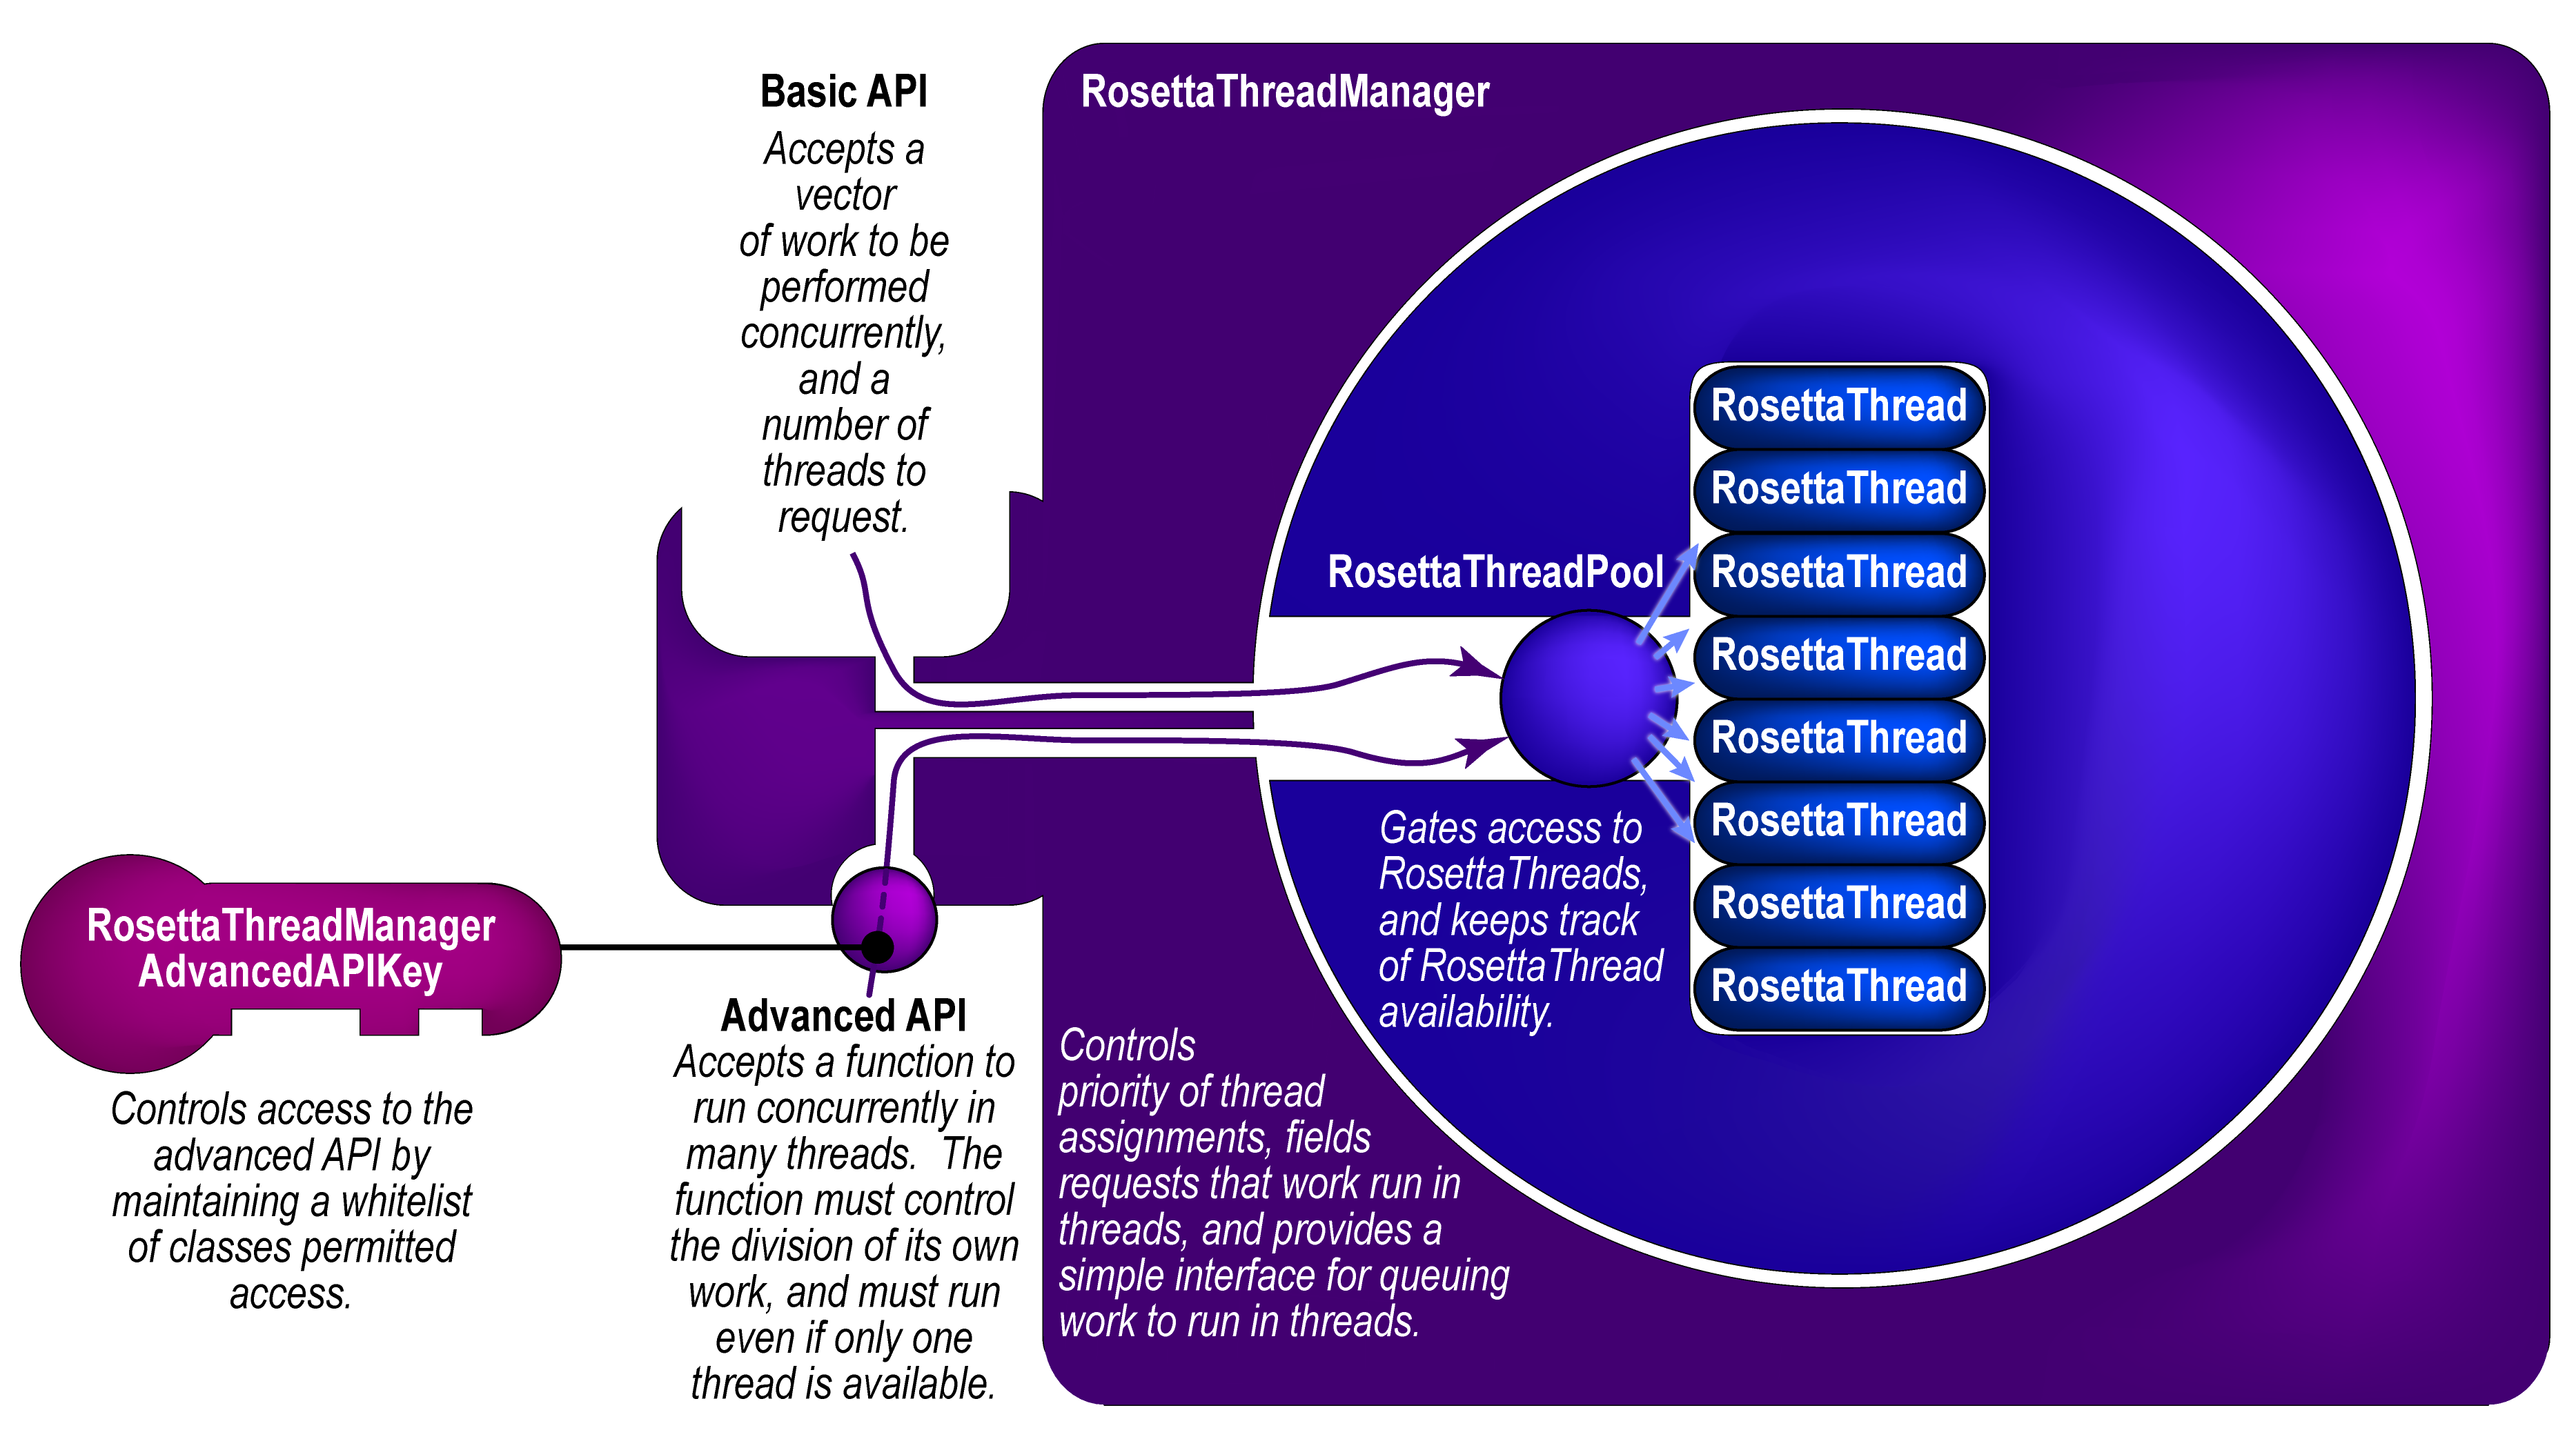 Basic API
Accepts a
vector
of work to be
performed
concurrently,
and a
number of
threads to
request.
RosettaThreadManager
RosettaThreadPool
RosettaThread
RosettaThread
RosettaThread
RosettaThread
RosettaThread
RosettaThread
RosettaThread
RosettaThread
Gates access to
RosettaThreads,
and keeps track
of RosettaThread
availability.
Controls
priority of thread
assignments, fields
requests that work run in
threads, and provides a
simple interface for queuing
work to run in threads.
RosettaThreadManager
AdvancedAPIKey
Controls access to the
advanced API by
maintaining a whitelist
of classes permitted
access.
Advanced API
Accepts a function to
run concurrently in
many threads.  The
function must control
the division of its own
work, and must run
even if only one
thread is available.